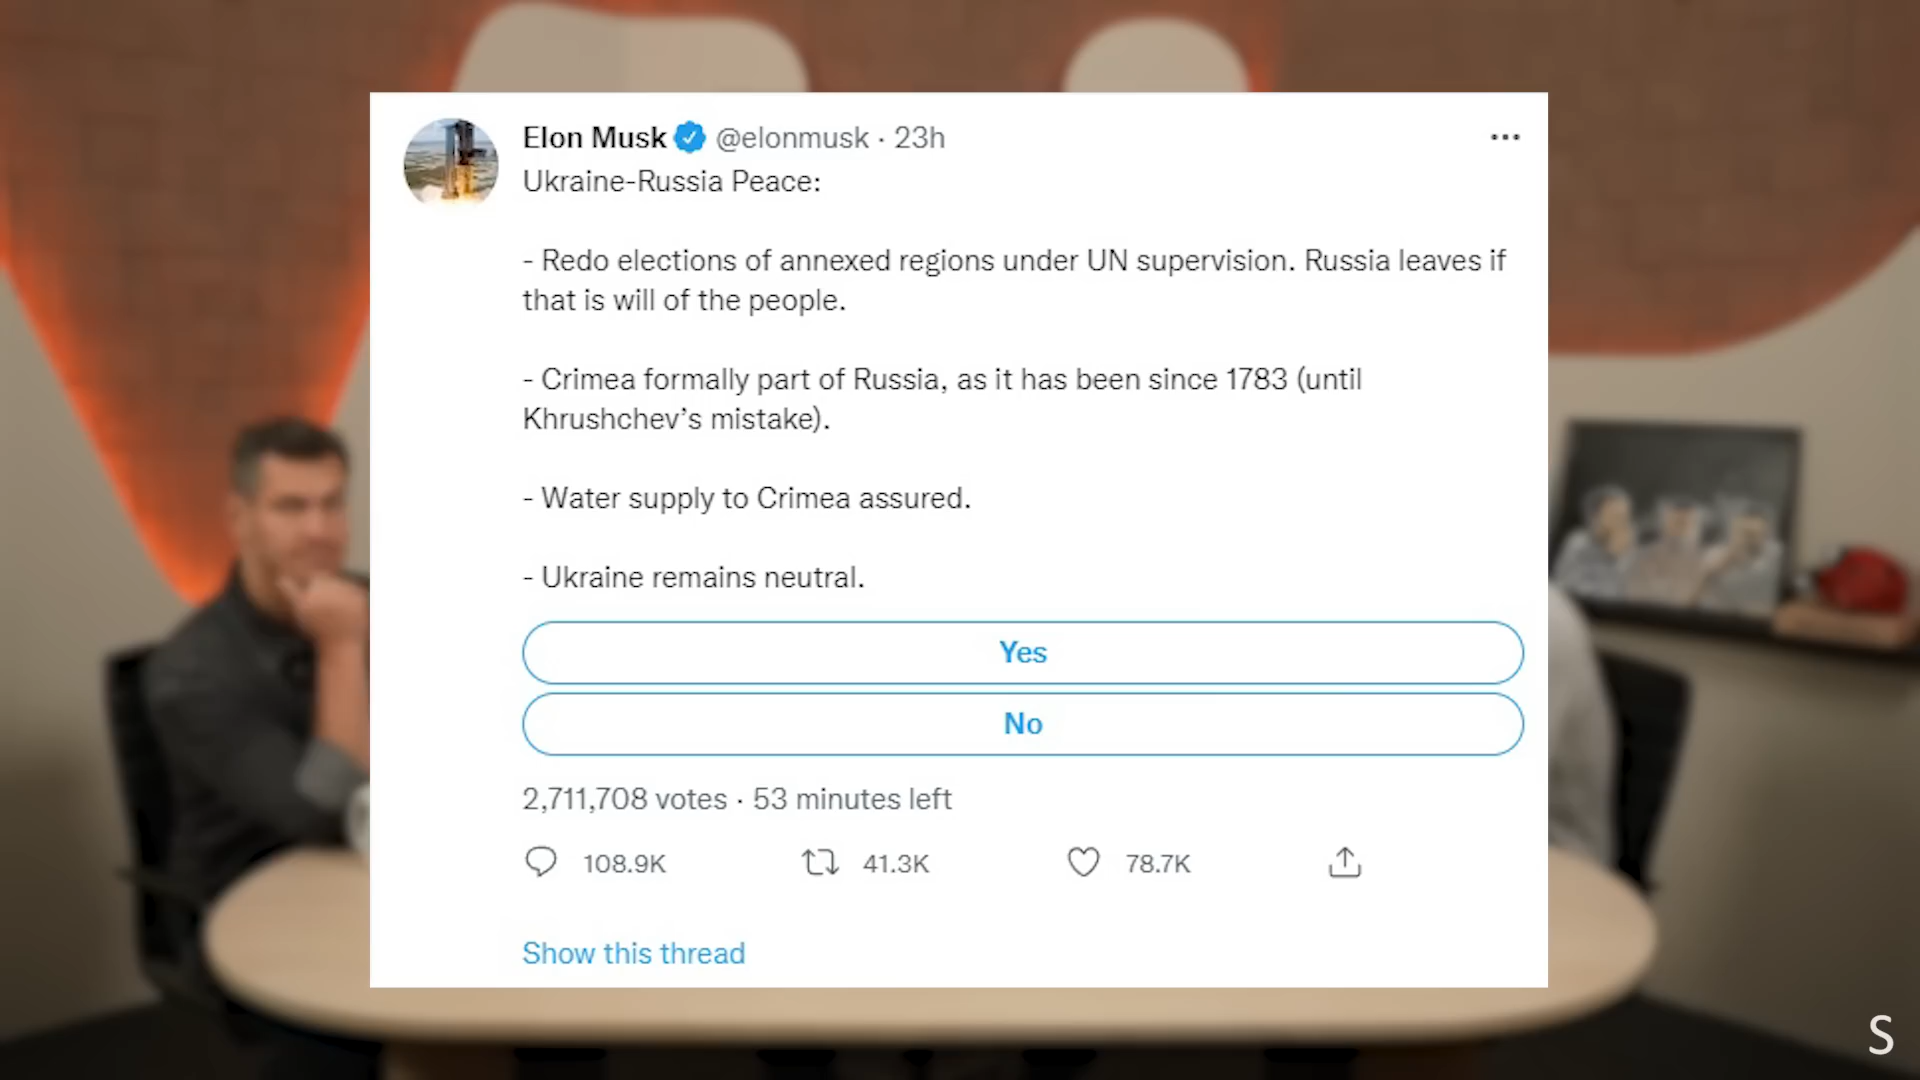 Elon Musk @elonmusk · 23h
Ukraine-Russia Peace:
- Redo elections of annexed regions under UN supervision. Russia leaves if
that is will of the people.
- Crimea formally part of Russia, as it has been since 1783 (until
Khrushchev’s mistake).
- Water supply to Crimea assured.
- Ukraine remains neutral.
Yes
No
2,711,708 votes · 53 minutes left
108.9K 41.3K 78.7K
Show this thread
S